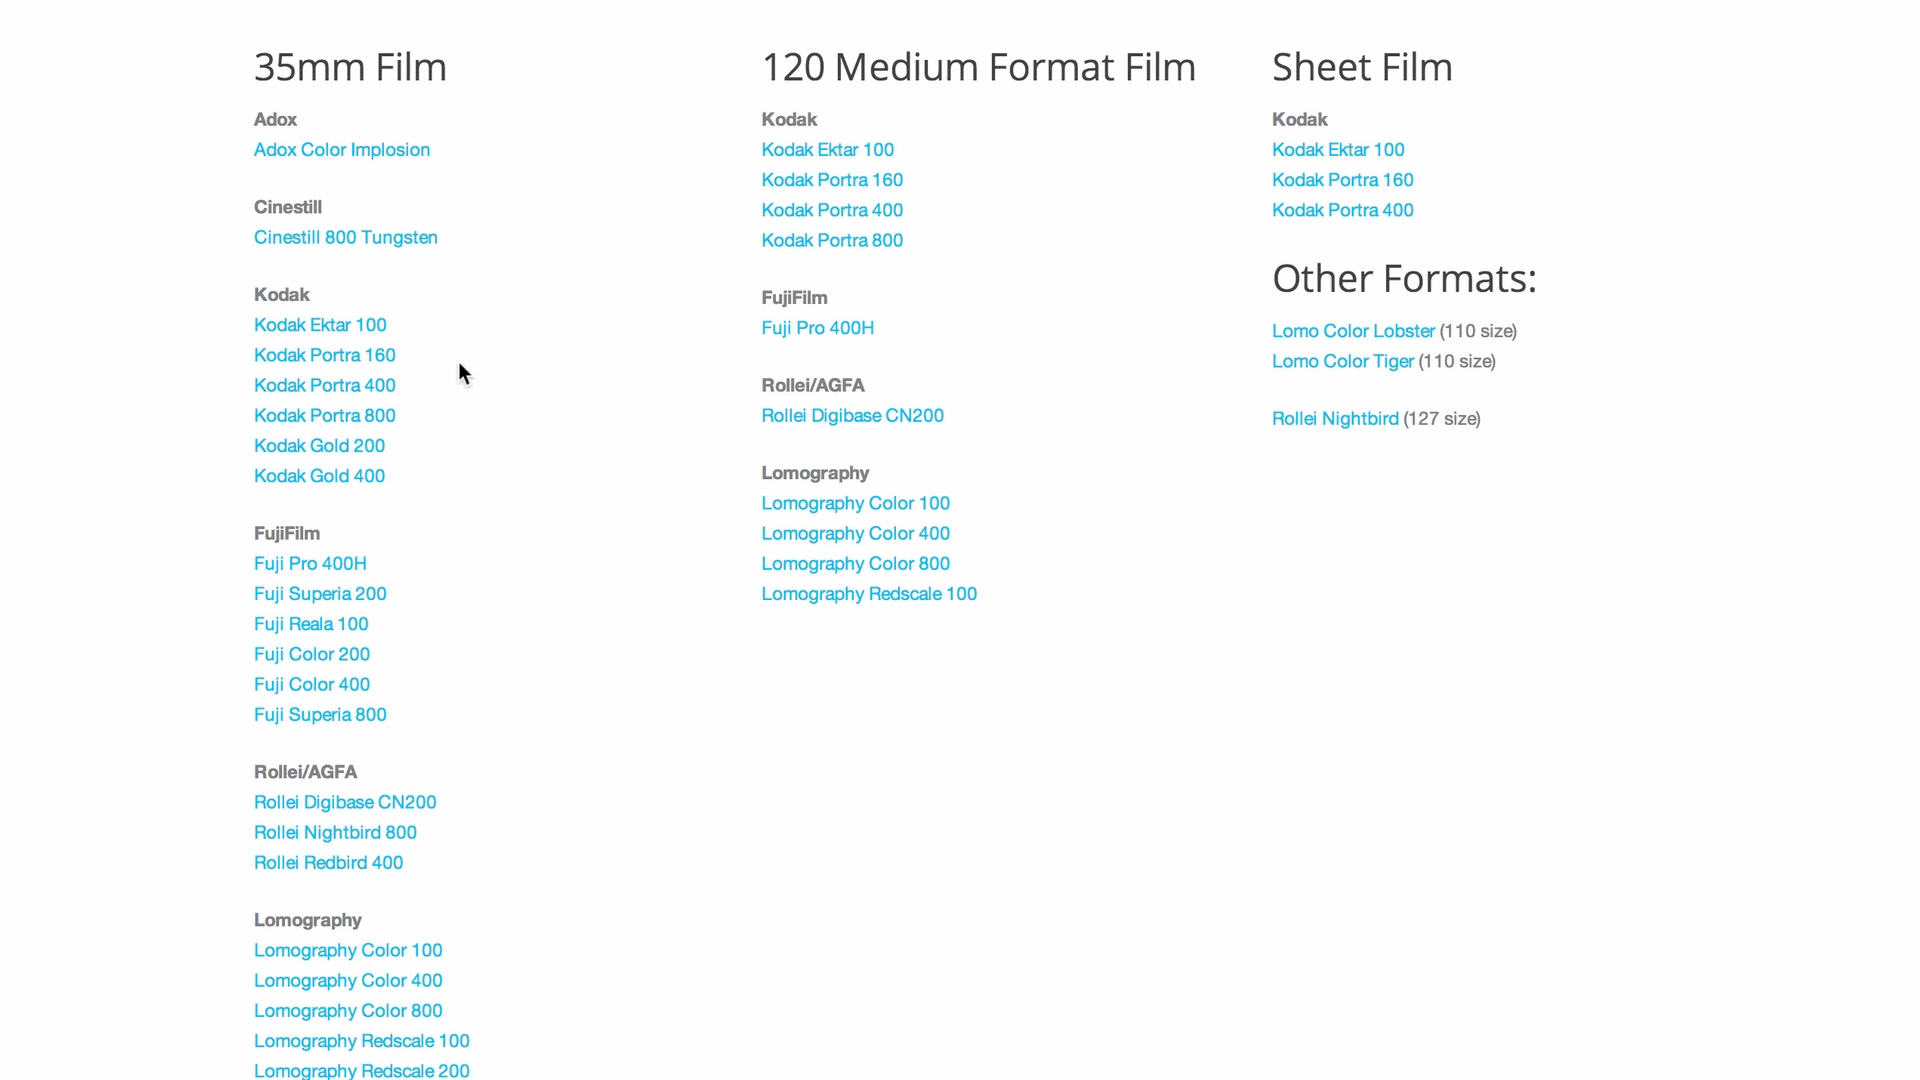 35mm Film
Adox
Adox Color Implosion
Cinestill
Cinestill 800 Tungsten
Kodak
Kodak Ektar 100
Kodak Portra 160
Kodak Portra 400
Kodak Portra 800
Kodak Gold 200
Kodak Gold 400
FujiFilm
Fuji Pro 400H
Fuji Superia 200
Fuji Reala 100
Fuji Color 200
Fuji Color 400
Fuji Superia 800
Rollei/AGFA
Rollei Digibase CN200
Rollei Nightbird 800
Rollei Redbird 400
Lomography
Lomography Color 100
Lomography Color 400
Lomography Color 800
Lomography Redscale 100
Lomography Redscale 200
120 Medium Format Film
Kodak
Kodak Ektar 100
Kodak Portra 160
Kodak Portra 400
Kodak Portra 800
FujiFilm
Fuji Pro 400H
Rollei/AGFA
Rollei Digibase CN200
Lomography
Lomography Color 100
Lomography Color 400
Lomography Color 800
Lomography Redscale 100
Sheet Film
Kodak
Kodak Ektar 100
Kodak Portra 160
Kodak Portra 400
Other Formats:
Lomo Color Lobster (110 size)
Lomo Color Tiger (110 size)
Rollei Nightbird (127 size)